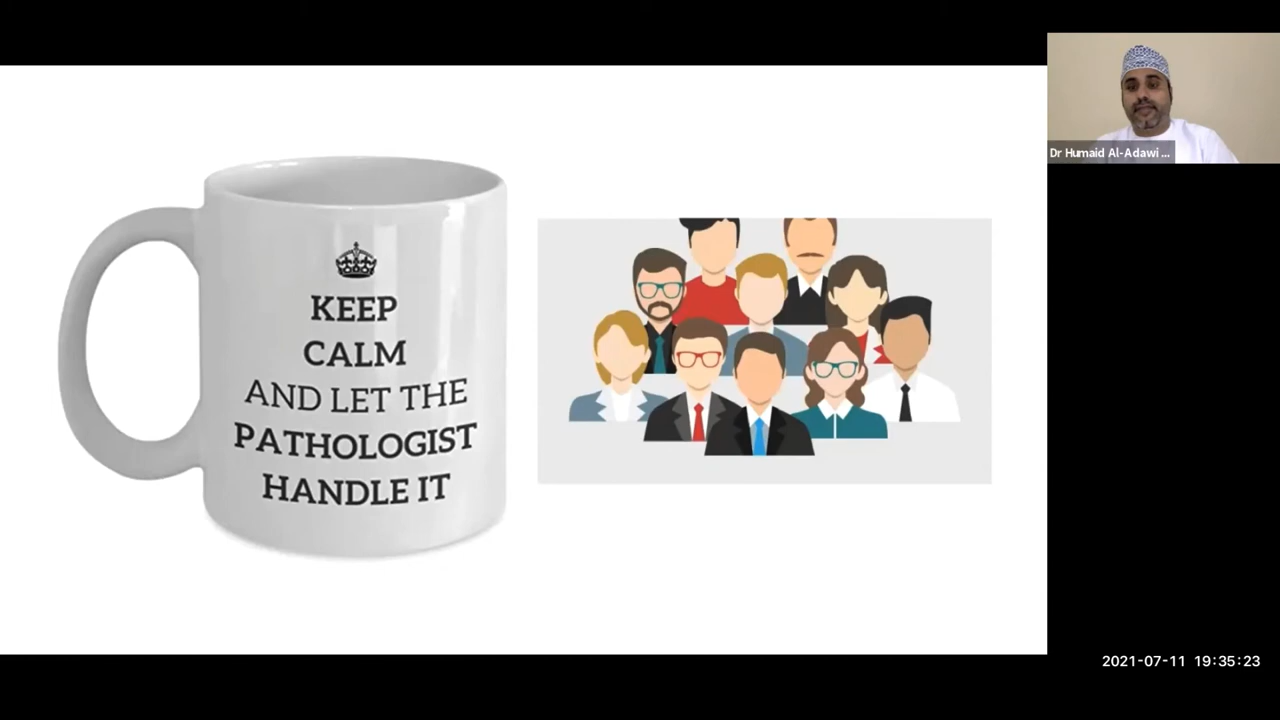 KEEP
CALM
AND LET THE
PATHOLOGIST
HANDLE IT
Dr Humaid Al-Adawi ...
2021-07-11 19:35:23